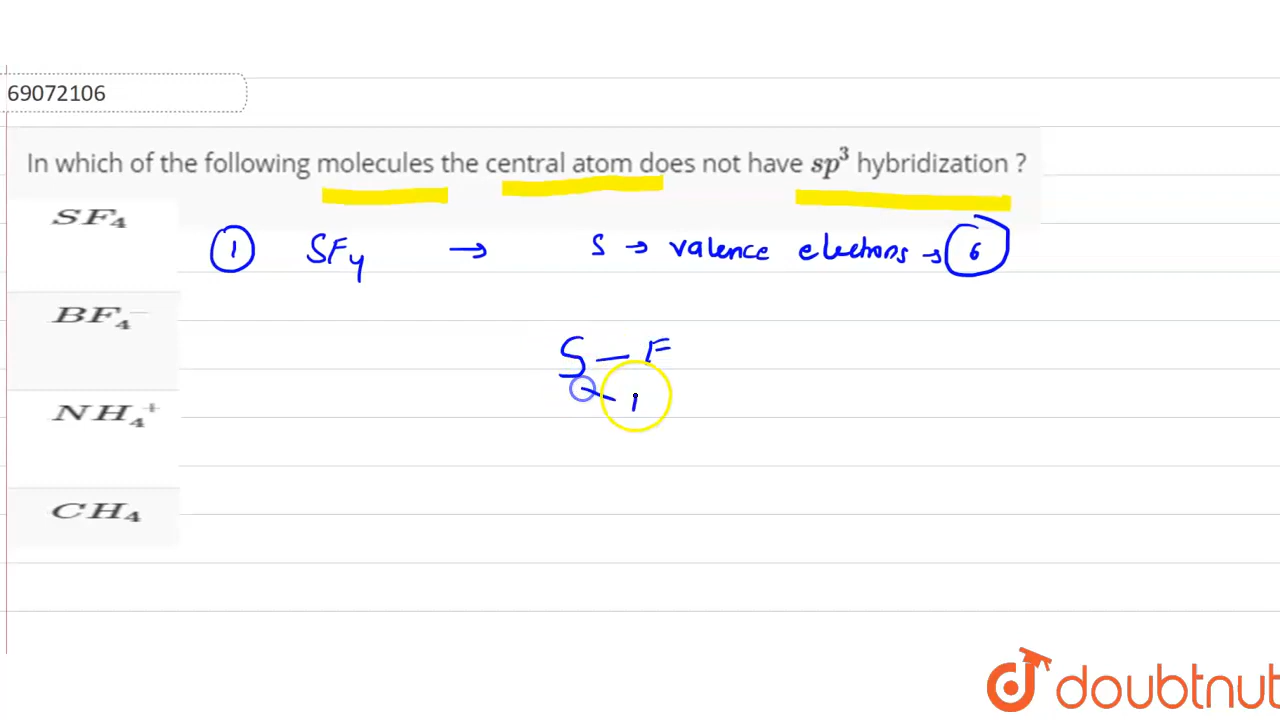 69072106
In which of the following molecules the central atom does not have sp³ hybridization ?
SF₄
① SF₄ → S → valence electrons → 6
BF₄⁻
S — F
NH₄⁺
CH₄
doubtnut